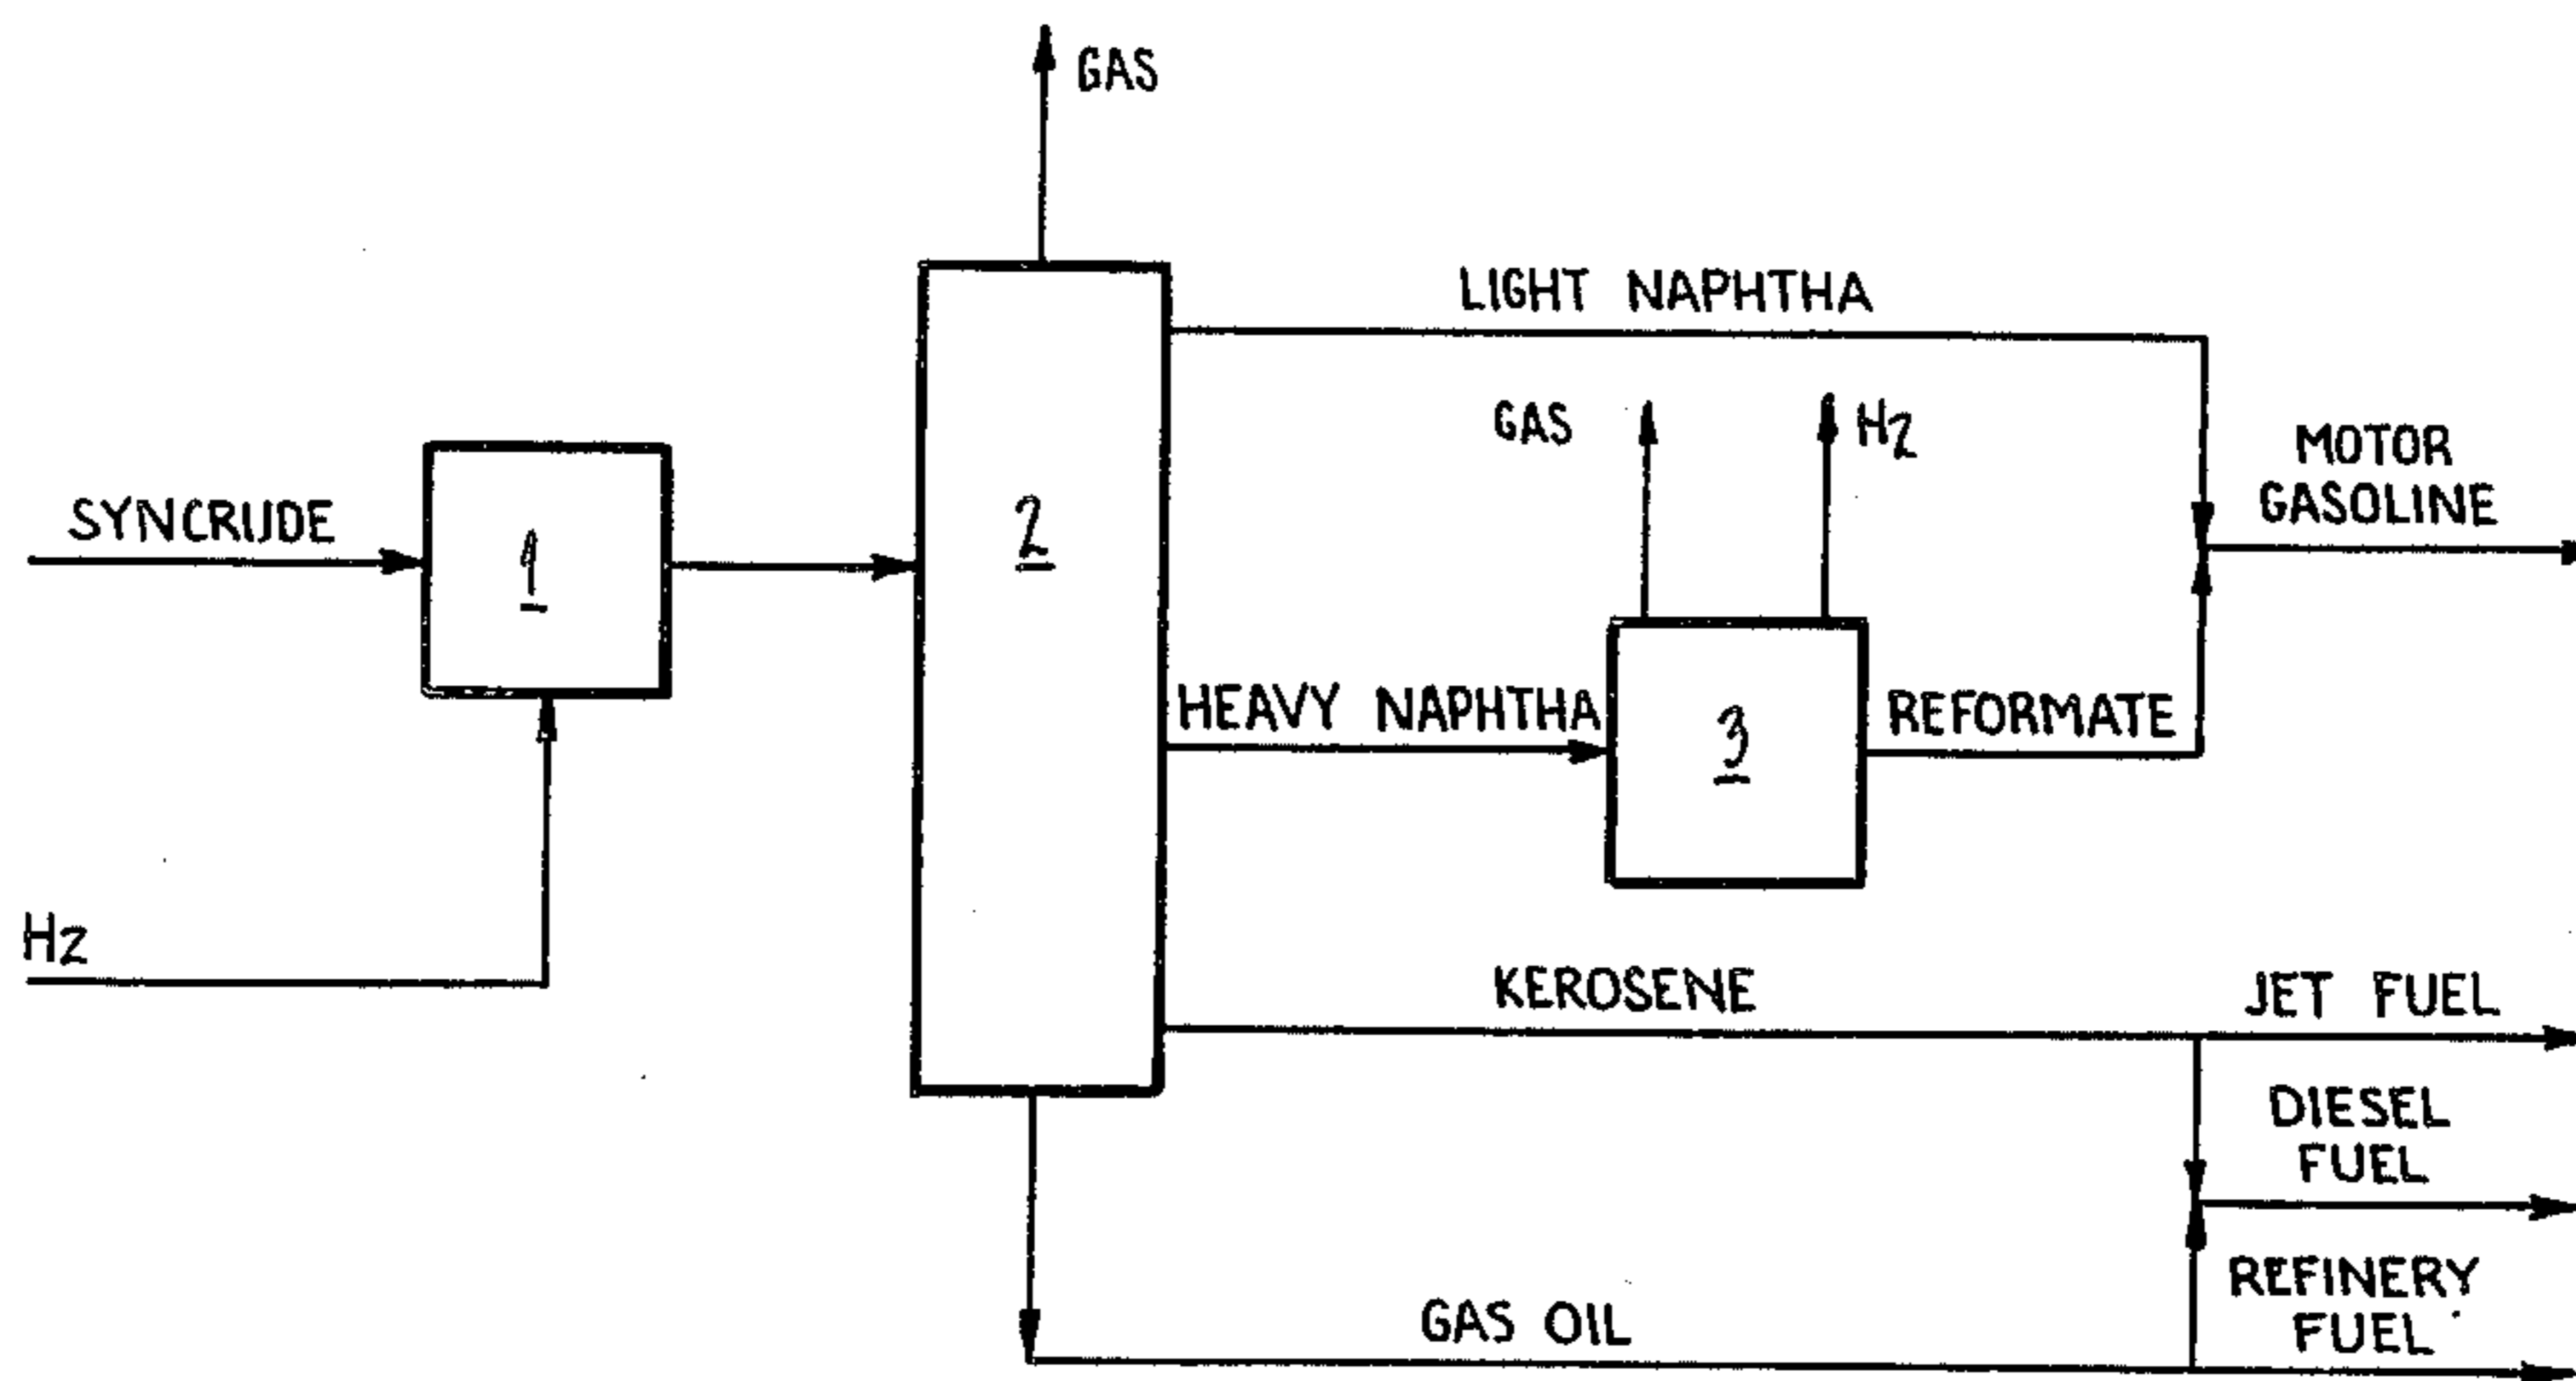 GAS
LIGHT NAPHTHA
GAS
H2
MOTOR
GASOLINE
SYNCRUDE
1
2
HEAVY NAPHTHA
3
REFORMATE
H2
KEROSENE
JET FUEL
DIESEL
FUEL
REFINERY
FUEL
GAS OIL